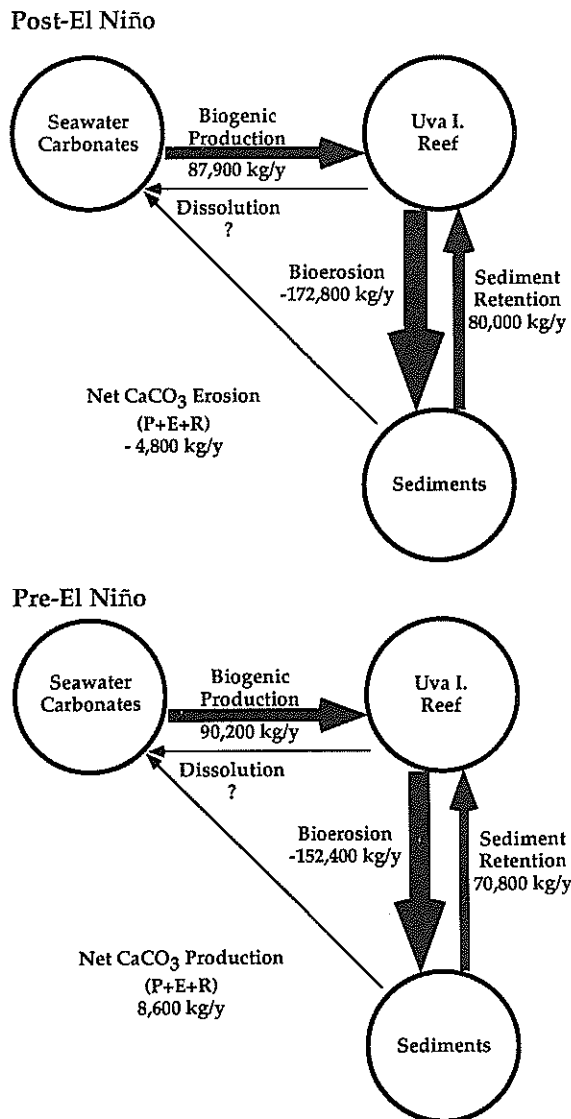 Post-El Niño
Seawater
Carbonates
Biogenic
Production
87,900 kg/y
Uva I.
Reef
Dissolution
?
Bioerosion
-172,800 kg/y
Sediment
Retention
80,000 kg/y
Net CaCO₃ Erosion
(P+E+R)
- 4,800 kg/y
Sediments
Pre-El Niño
Seawater
Carbonates
Biogenic
Production
90,200 kg/y
Uva I.
Reef
Dissolution
?
Bioerosion
-152,400 kg/y
Sediment
Retention
70,800 kg/y
Net CaCO₃ Production
(P+E+R)
8,600 kg/y
Sediments